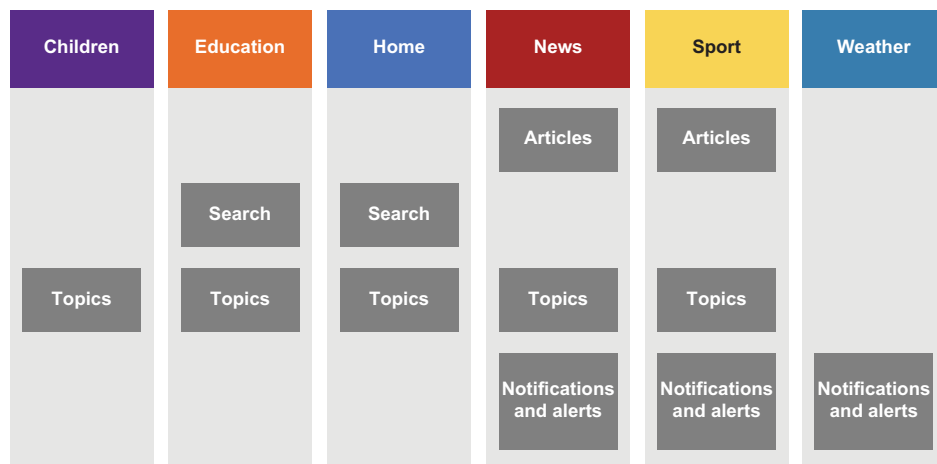 Children
Education
Home
News
Sport
Weather
Articles
Articles
Search
Search
Topics
Topics
Topics
Topics
Topics
Notifications
and alerts
Notifications
and alerts
Notifications
and alerts